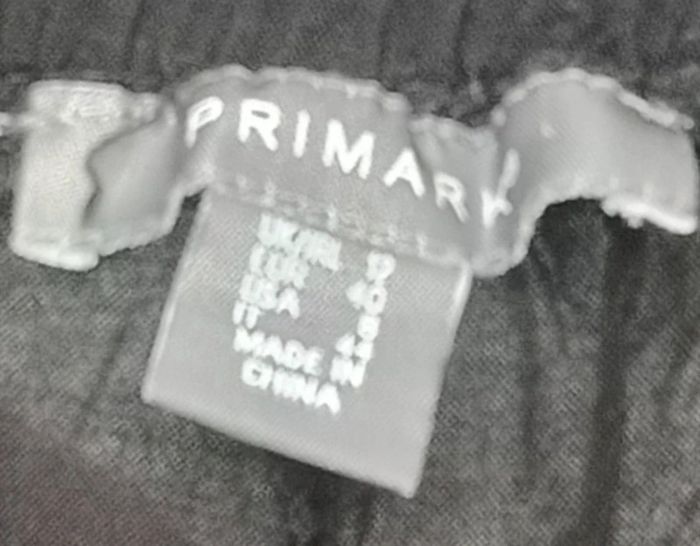 PRIMARK
UK/IRL 12
EUR 40
USA 8
IT 44
MADE IN
CHINA